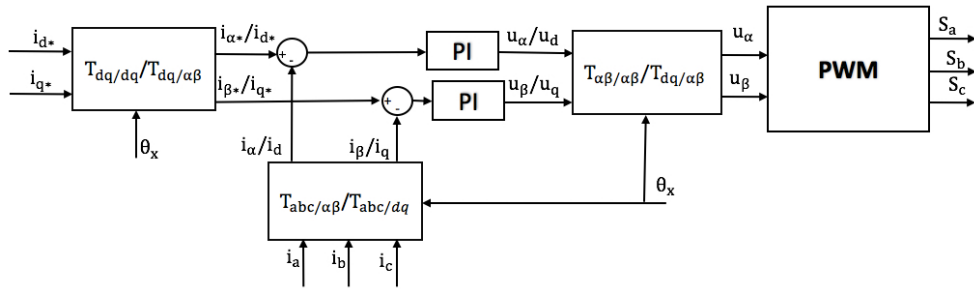 i_d*
i_q*
T_dq/dq/T_dq/αβ
θ_x
i_α*/i_d*
i_β*/i_q*
+
-
-
i_α/i_d
i_β/i_q
T_abc/αβ/T_abc/dq
i_a
i_b
i_c
PI
PI
u_α/u_d
u_β/u_q
T_αβ/αβ/T_dq/αβ
θ_x
u_α
u_β
PWM
S_a
S_b
S_c